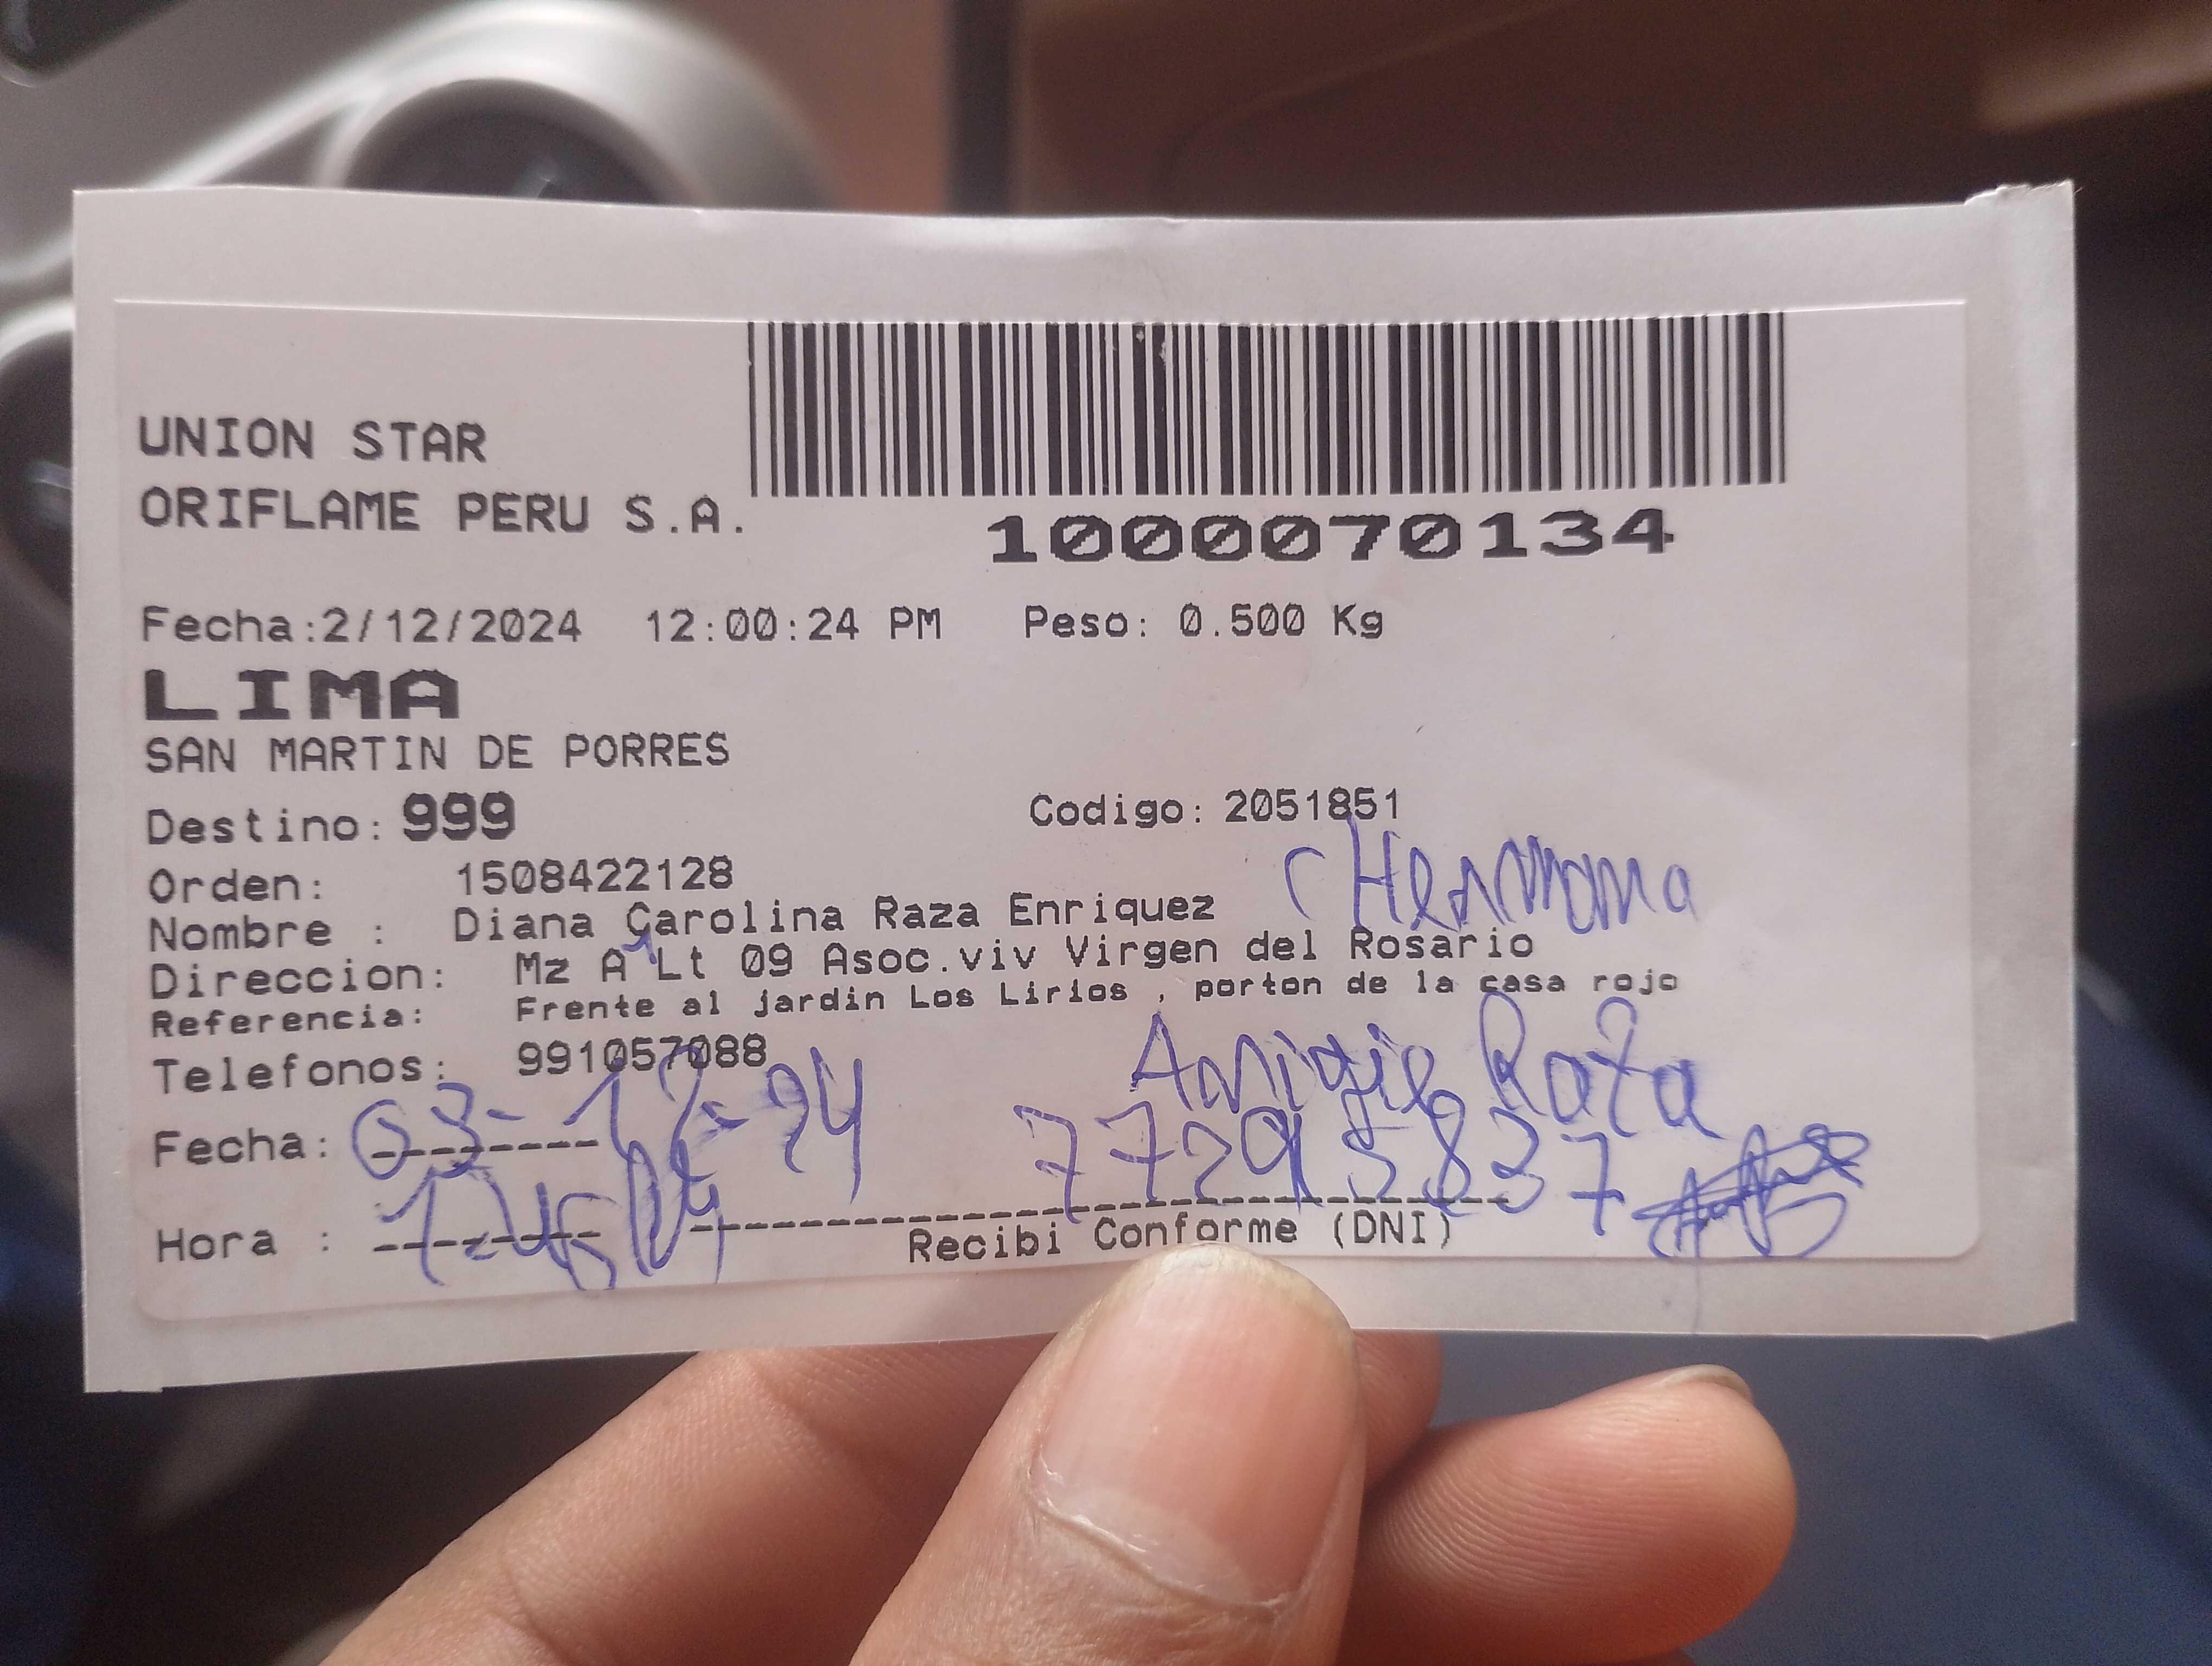 UNION STAR
ORIFLAME PERU S.A.
1000070134
Fecha:2/12/2024 12:00:24 PM Peso: 0.500 Kg
LIMA
SAN MARTIN DE PORRES
Destino: 999 Codigo: 2051851
Orden: 1508422128
Hermana
Nombre : Diana Carolina Raza Enriquez
Direccion: Mz A Lt 09 Asoc.viv Virgen del Rosario
Referencia: Frente al jardin Los Lirios , porton de la casa rojo
Telefonos: 991057088
Raza
Fecha: 03-12-24
Hora :
Recibi Conforme (DNI)